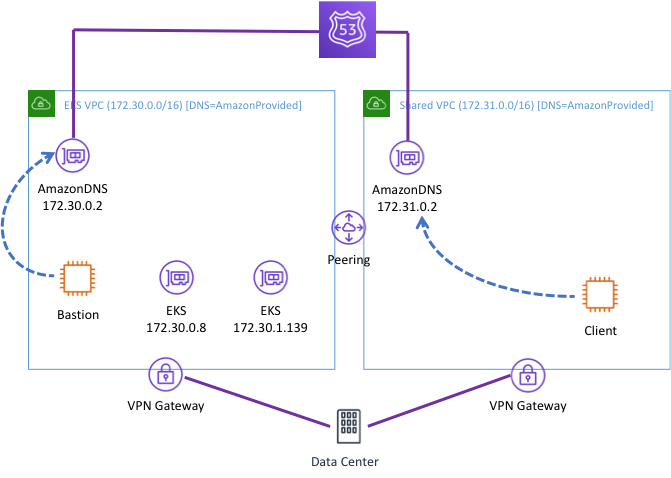 53
EKS VPC (172.30.0.0/16) [DNS=AmazonProvided]
Shared VPC (172.31.0.0/16) [DNS=AmazonProvided]
AmazonDNS
172.30.0.2
AmazonDNS
172.31.0.2
Peering
Bastion
EKS
172.30.0.8
EKS
172.30.1.139
Client
VPN Gateway
VPN Gateway
Data Center